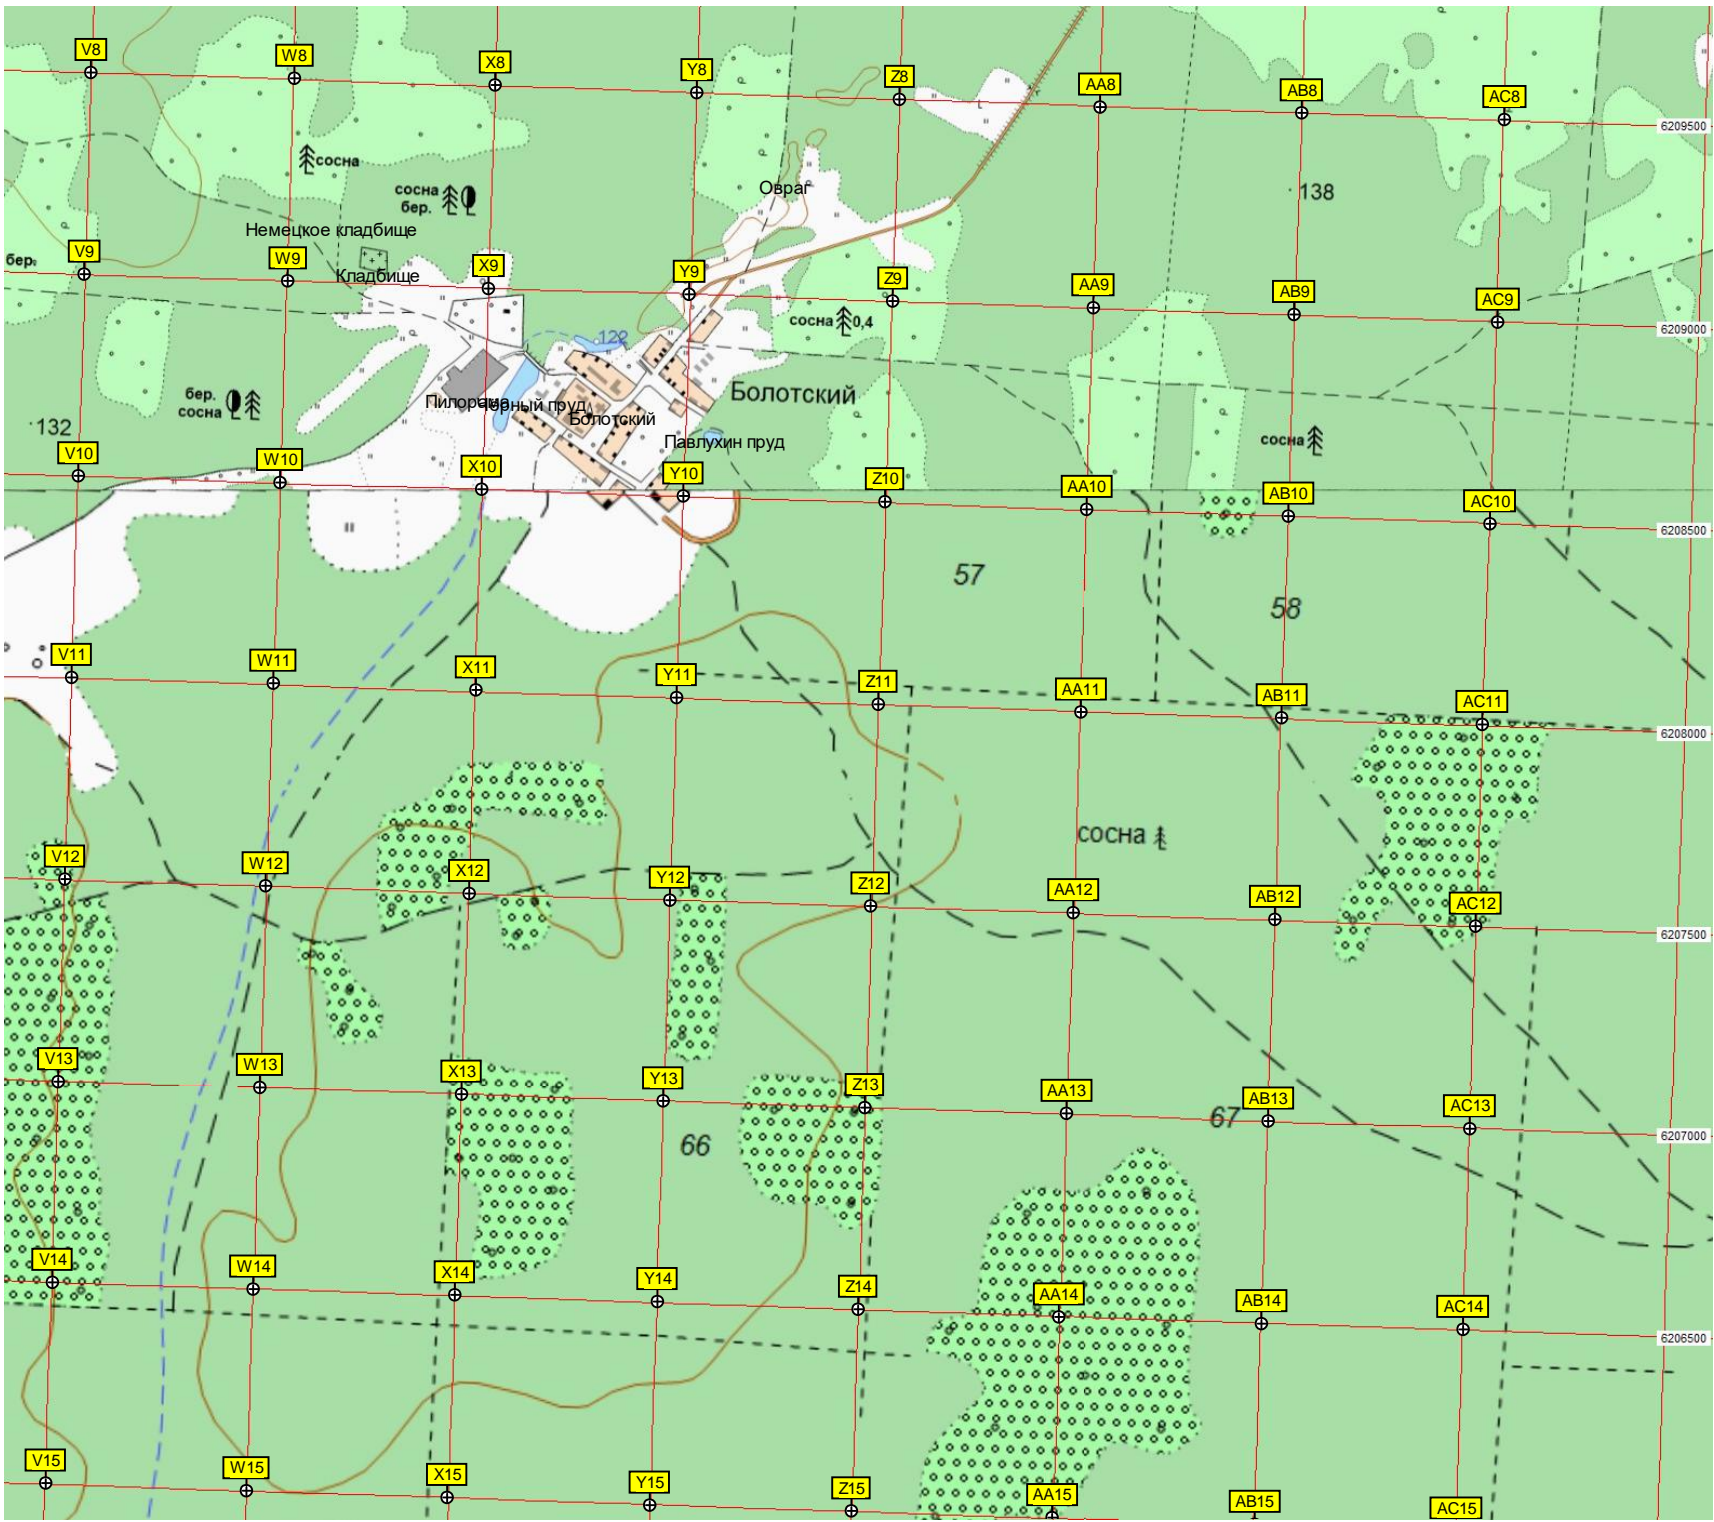 V8
W8
X8
Y8
Z8
AA8
AB8
AC8
6209500
сосна
сосна
бер.
Овраг
138
Немецкое кладбище
бер.
V9
W9
Кладбище
X9
Y9
Z9
AA9
AB9
AC9
6209000
сосна 0,4
122
бер.
сосна
Пилорама
Чёрный пруд
Болотский
Болотский
132
Павлухин пруд
сосна
V10
W10
X10
Y10
Z10
AA10
AB10
AC10
6208500
57
58
V11
W11
X11
Y11
Z11
AA11
AB11
AC11
6208000
сосна
V12
W12
X12
Y12
Z12
AA12
AB12
AC12
6207500
V13
W13
X13
Y13
Z13
AA13
AB13
AC13
67
6207000
66
V14
W14
X14
Y14
Z14
AA14
AB14
AC14
6206500
V15
W15
X15
Y15
Z15
AA15
AB15
AC15